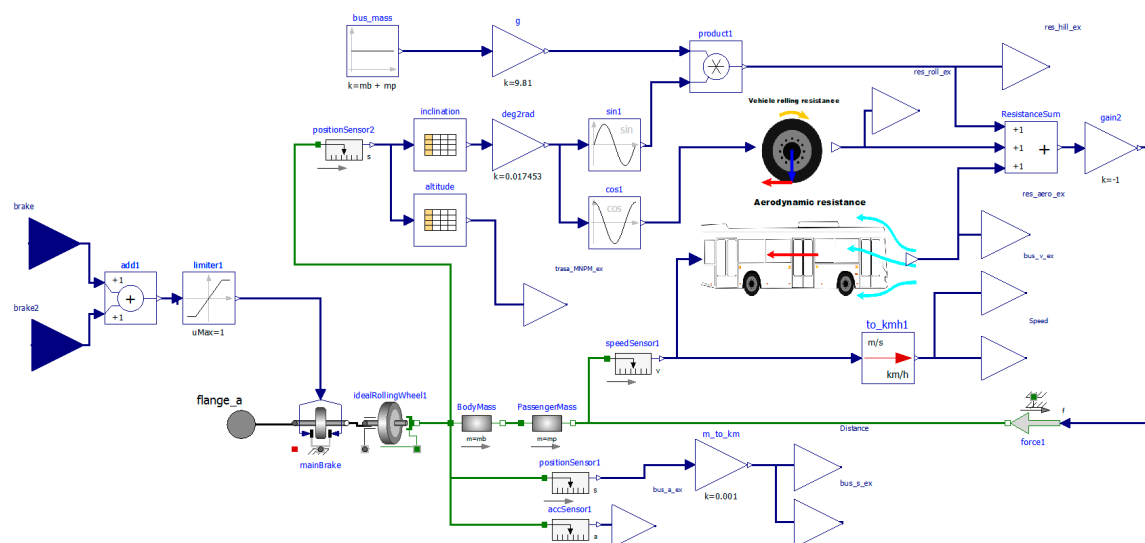 bus_mass
k=mb + mp
g
k=9.81
product1
res_hill_ex
res_roll_ex
positionSensor2
s
inclination
deg2rad
k=0.017453
sin1
sin
Vehicle rolling resistance
ResistanceSum
+1
+1
+1
+
gain2
k=-1
altitude
cos1
cos
Aerodynamic resistance
res_aero_ex
brake
add1
+1
+
+1
limiter1
uMax=1
brake2
trasa_MNPM_ex
bus_v_ex
Speed
speedSensor1
v
to_kmh1
m/s
km/h
flange_a
mainBrake
idealRollingWheel1
BodyMass
m=mb
PassengerMass
m=mp
Distance
f
force1
positionSensor1
s
bus_a_ex
m_to_km
k=0.001
bus_s_ex
accSensor1
a